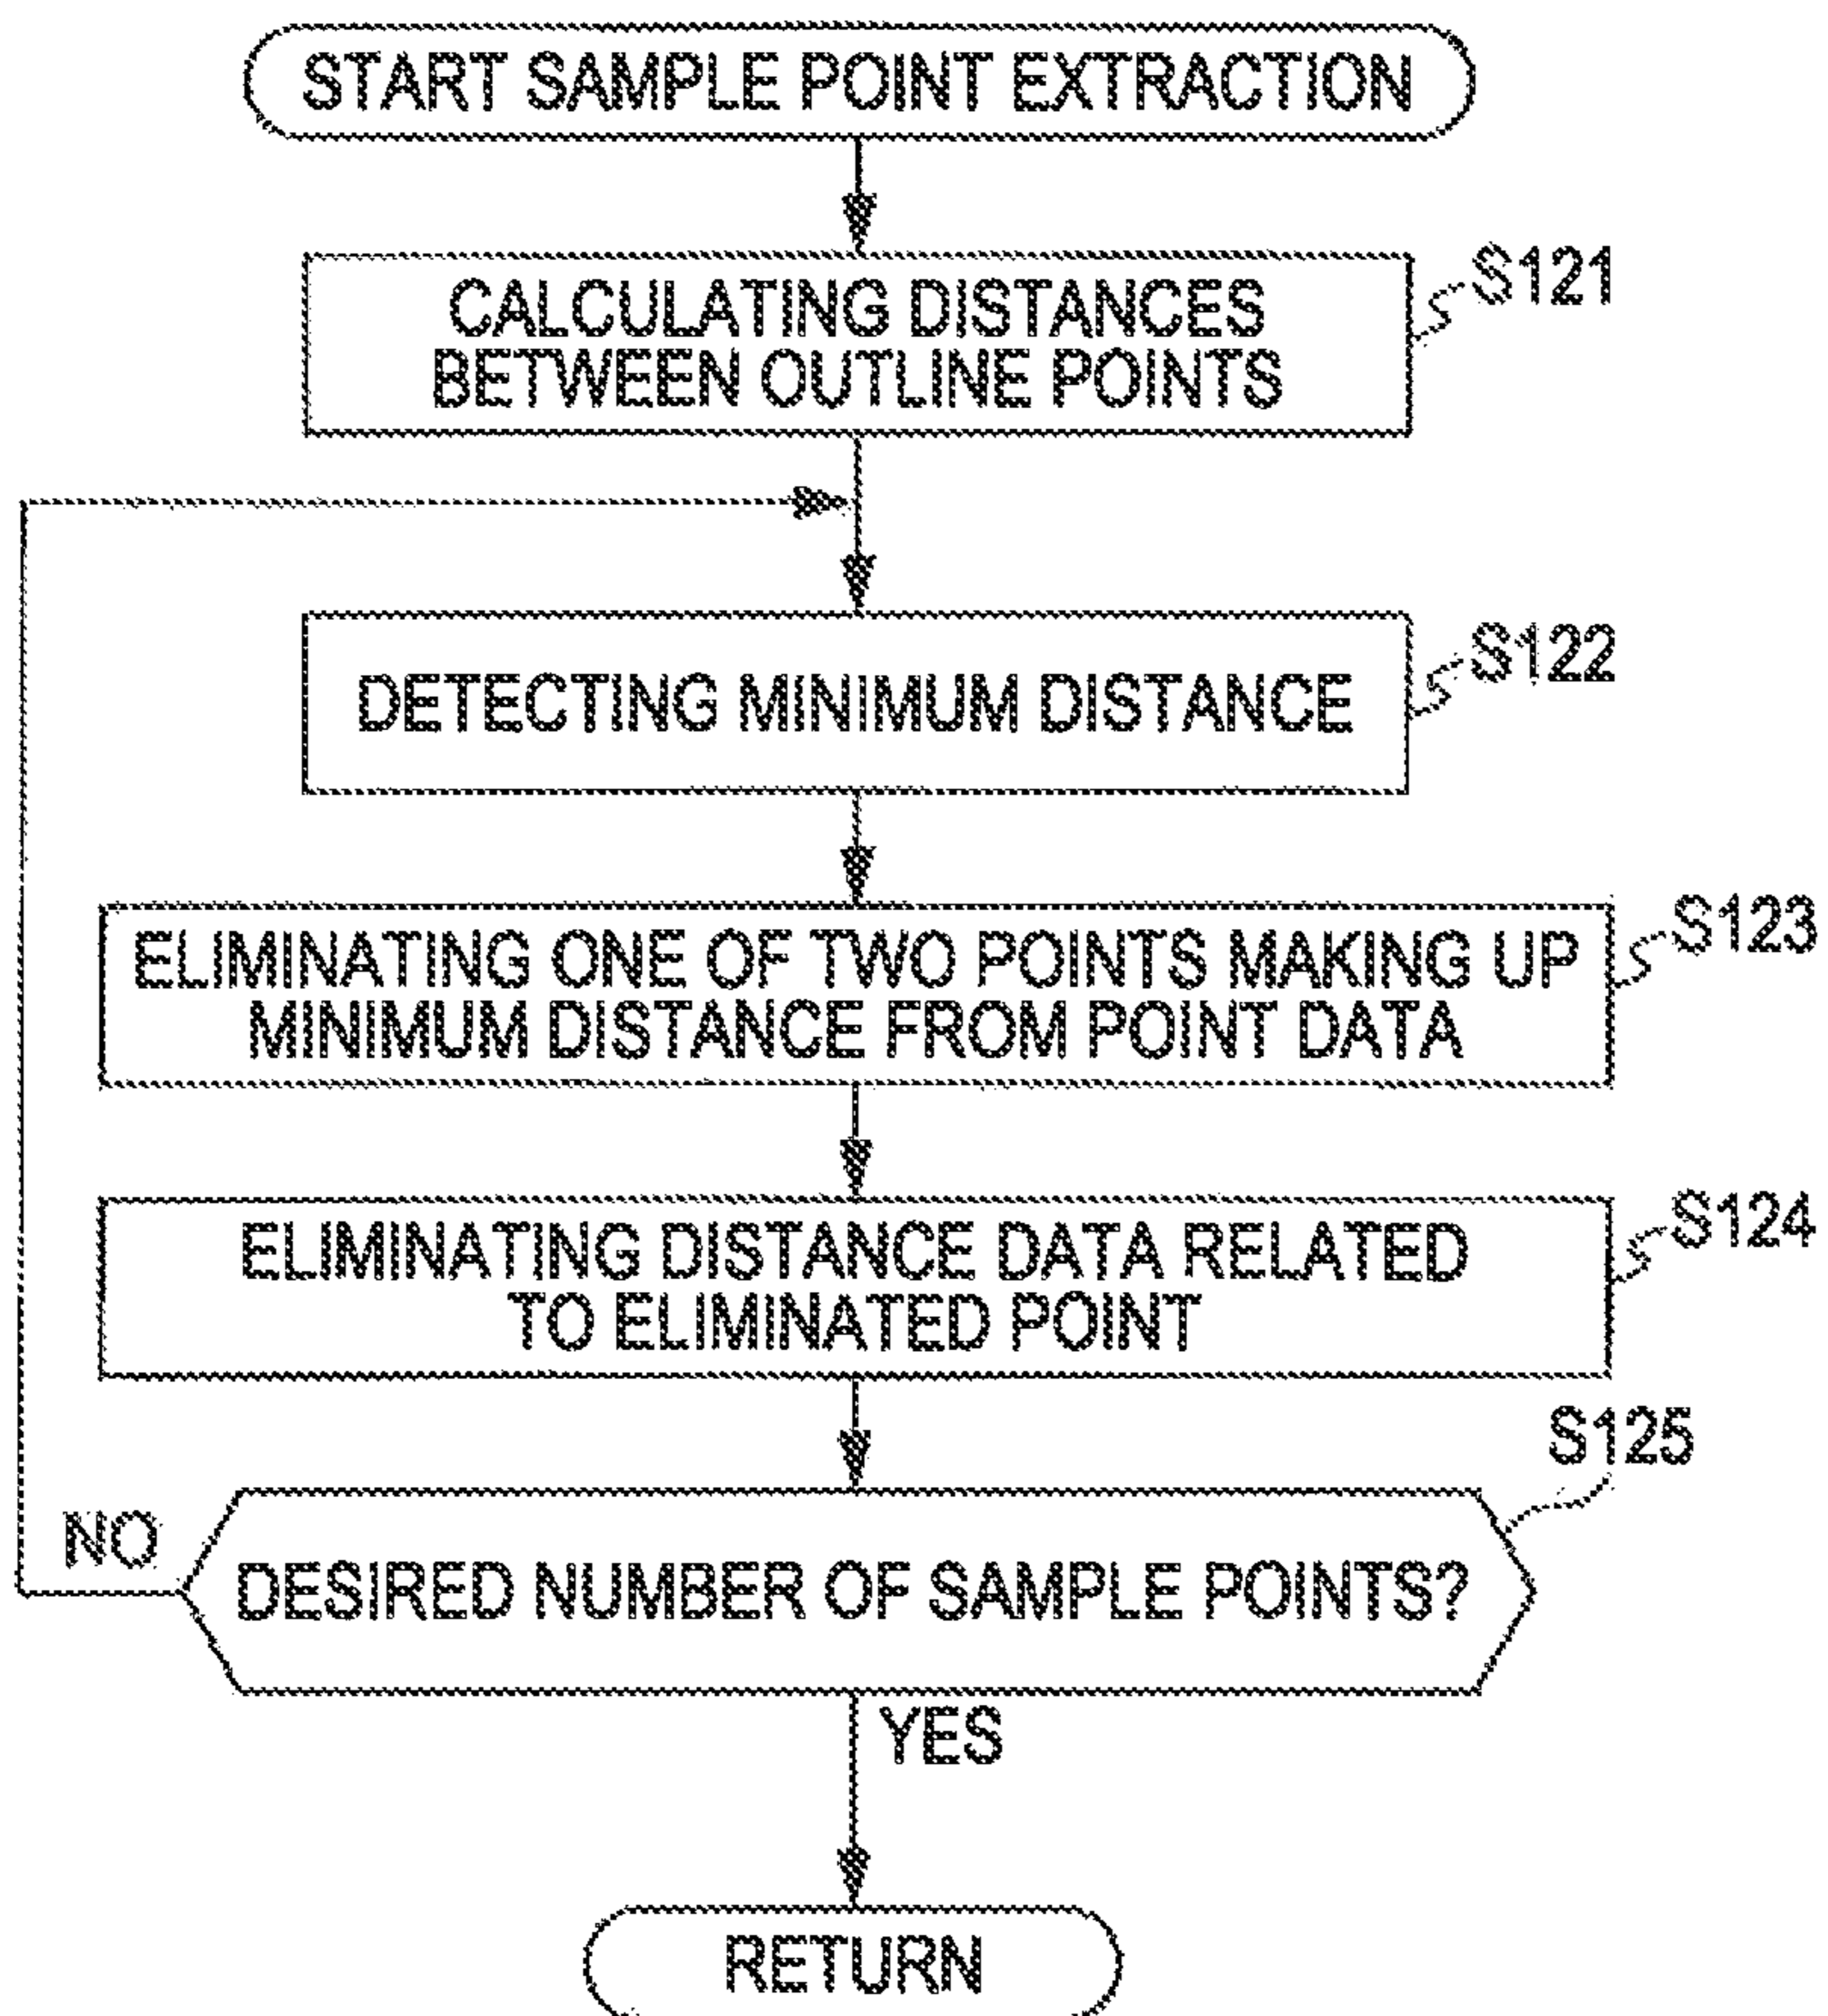 START SAMPLE POINT EXTRACTION
CALCULATING DISTANCES
BETWEEN OUTLINE POINTS
S121
DETECTING MINIMUM DISTANCE
S122
ELIMINATING ONE OF TWO POINTS MAKING UP
MINIMUM DISTANCE FROM POINT DATA
S123
ELIMINATING DISTANCE DATA RELATED
TO ELIMINATED POINT
S124
S125
NO
DESIRED NUMBER OF SAMPLE POINTS?
YES
RETURN